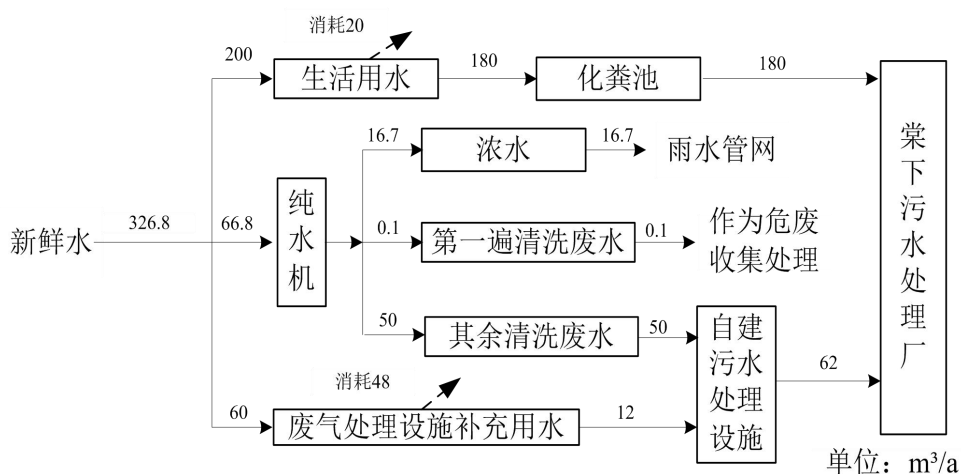 消耗20
200
生活用水
180
化粪池
180
棠下污水处理厂
16.7
浓水
16.7
雨水管网
新鲜水
326.8
66.8
纯水机
0.1
第一遍清洗废水
0.1
作为危废
收集处理
50
其余清洗废水
50
自建
污水
处理
设施
62
消耗48
60
废气处理设施补充用水
12
单位：m³/a